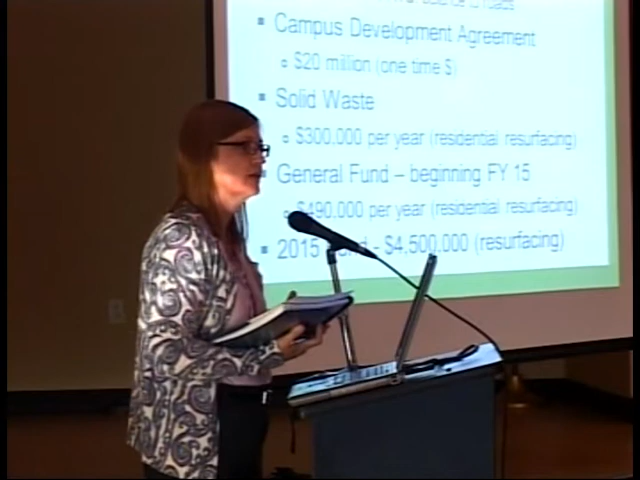 ▪ Campus Development Agreement
▫ $20 million (one time $)
▪ Solid Waste
▫ $300,000 per year (residential resurfacing)
▪ General Fund – beginning FY 15
▫ $490,000 per year (residential resurfacing)
▪ 2015 - $4,500,000 (resurfacing)